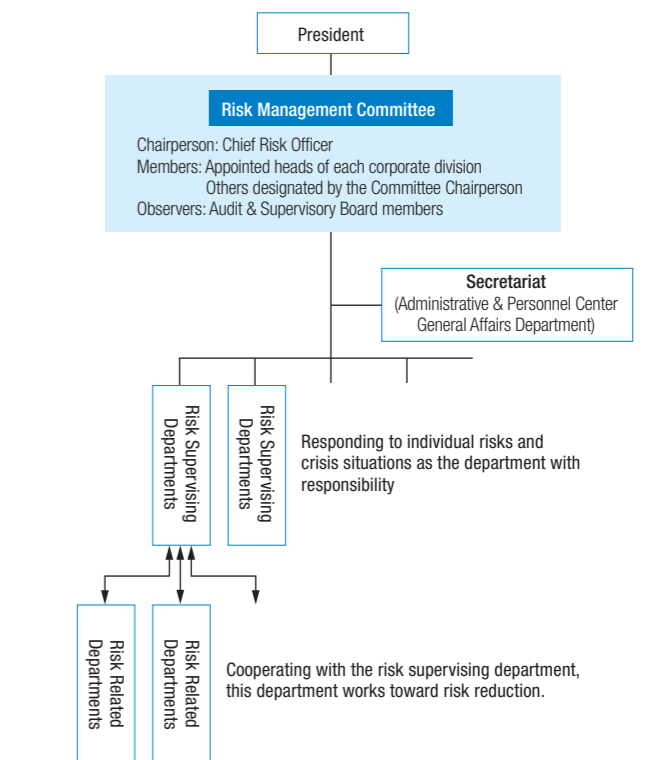 President
Risk Management Committee
Chairperson: Chief Risk Officer
Members: Appointed heads of each corporate division
Others designated by the Committee Chairperson
Observers: Audit & Supervisory Board members
Secretariat
(Administrative & Personnel Center
General Affairs Department)
Risk Supervising
Departments
Risk Supervising
Departments
Responding to individual risks and
crisis situations as the department with
responsibility
Risk Related
Departments
Risk Related
Departments
Cooperating with the risk supervising department,
this department works toward risk reduction.